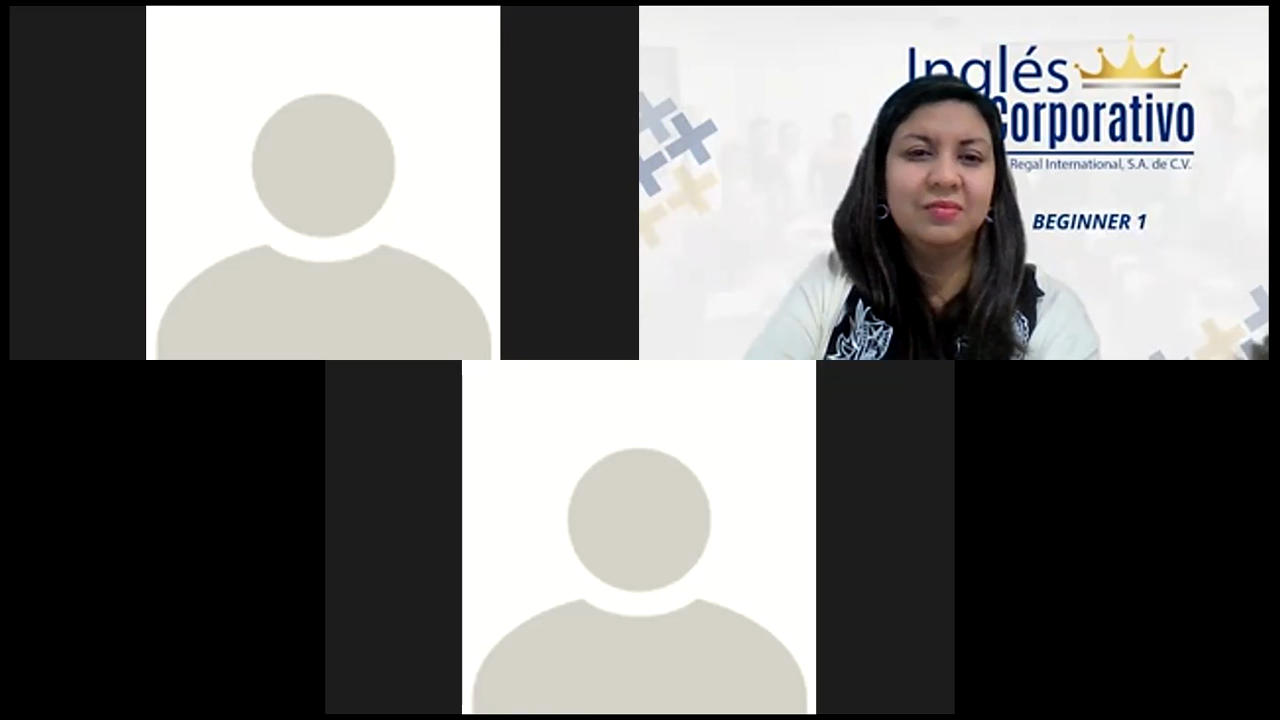 Inglés
Corporativo
Regal International, S.A. de C.V.
BEGINNER 1